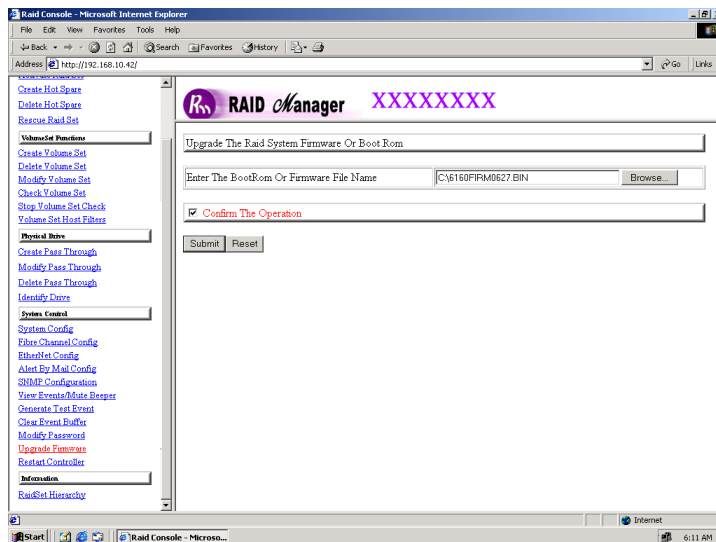 Raid Console - Microsoft Internet Explorer
File Edit View Favorites Tools Help
Back Search Favorites History
Address http://192.168.10.42/ Go Links
Create Hot Spare
Delete Hot Spare
Rescue Raid Set
VolumeSet Functions
Create Volume Set
Delete Volume Set
Modify Volume Set
Check Volume Set
Stop Volume Set Check
Volume Set Host Filters
Physical Drive
Create Pass Through
Modify Pass Through
Delete Pass Through
Identify Drive
System Control
System Config
Fibre Channel Config
EtherNet Config
Alert By Mail Config
SNMP Configuration
View Events/Mute Beeper
Generate Test Event
Clear Event Buffer
Modify Password
Upgrade Firmware
Restart Controller
Information
RaidSet Hierarchy
Rm RAID Manager XXXXXXXX
Upgrade The Raid System Firmware Or Boot Rom
Enter The BootRom Or Firmware File Name C:\6160FIRM0627.BIN Browse...
Confirm The Operation
Submit Reset
Internet
Start Raid Console - Microso... 6:11 AM